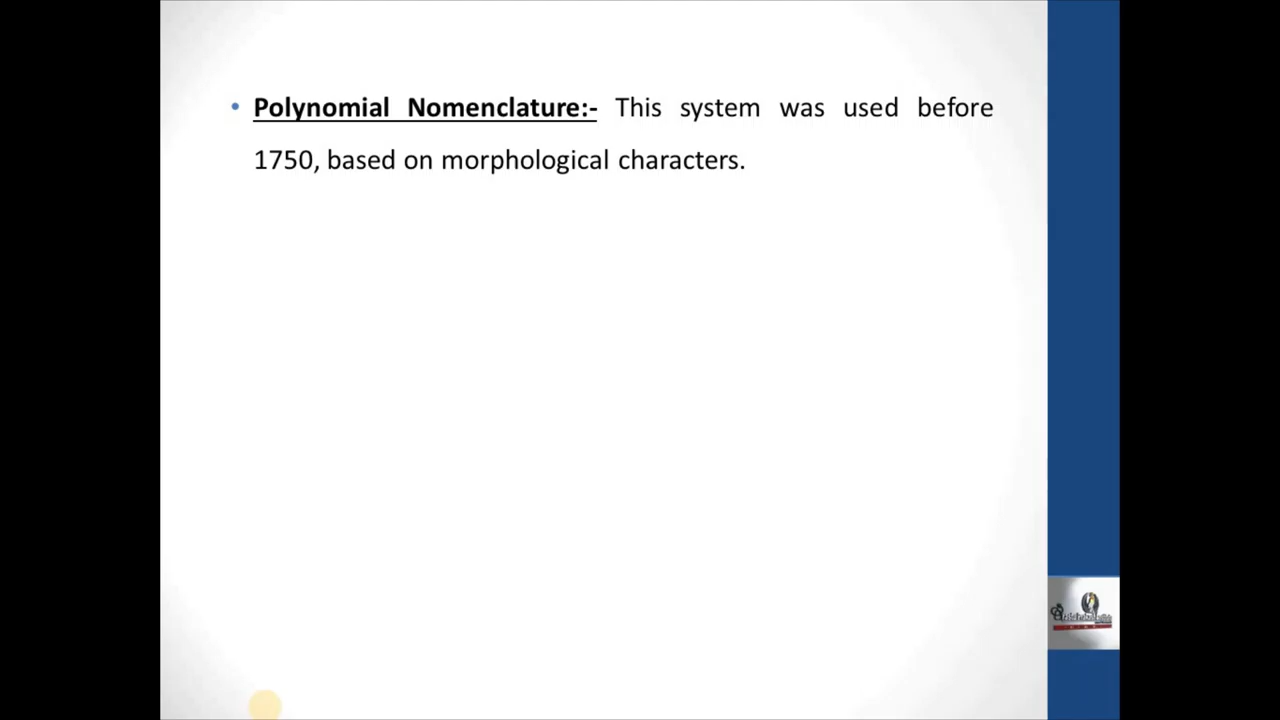 • Polynomial Nomenclature:- This system was used before
1750, based on morphological characters.